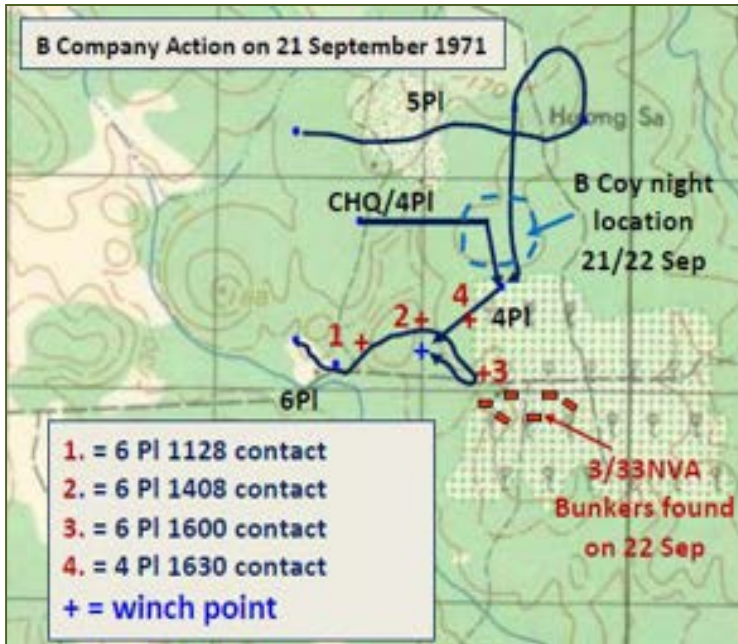 B Company Action on 21 September 1971
170
5Pl
Huong Sa
CHQ/4Pl
B Coy night
location
21/22 Sep
4
2
4Pl
1
3
6Pl
1. = 6 Pl 1128 contact
2. = 6 Pl 1408 contact
3. = 6 Pl 1600 contact
4. = 4 Pl 1630 contact
+ = winch point
3/33NVA
Bunkers found
on 22 Sep